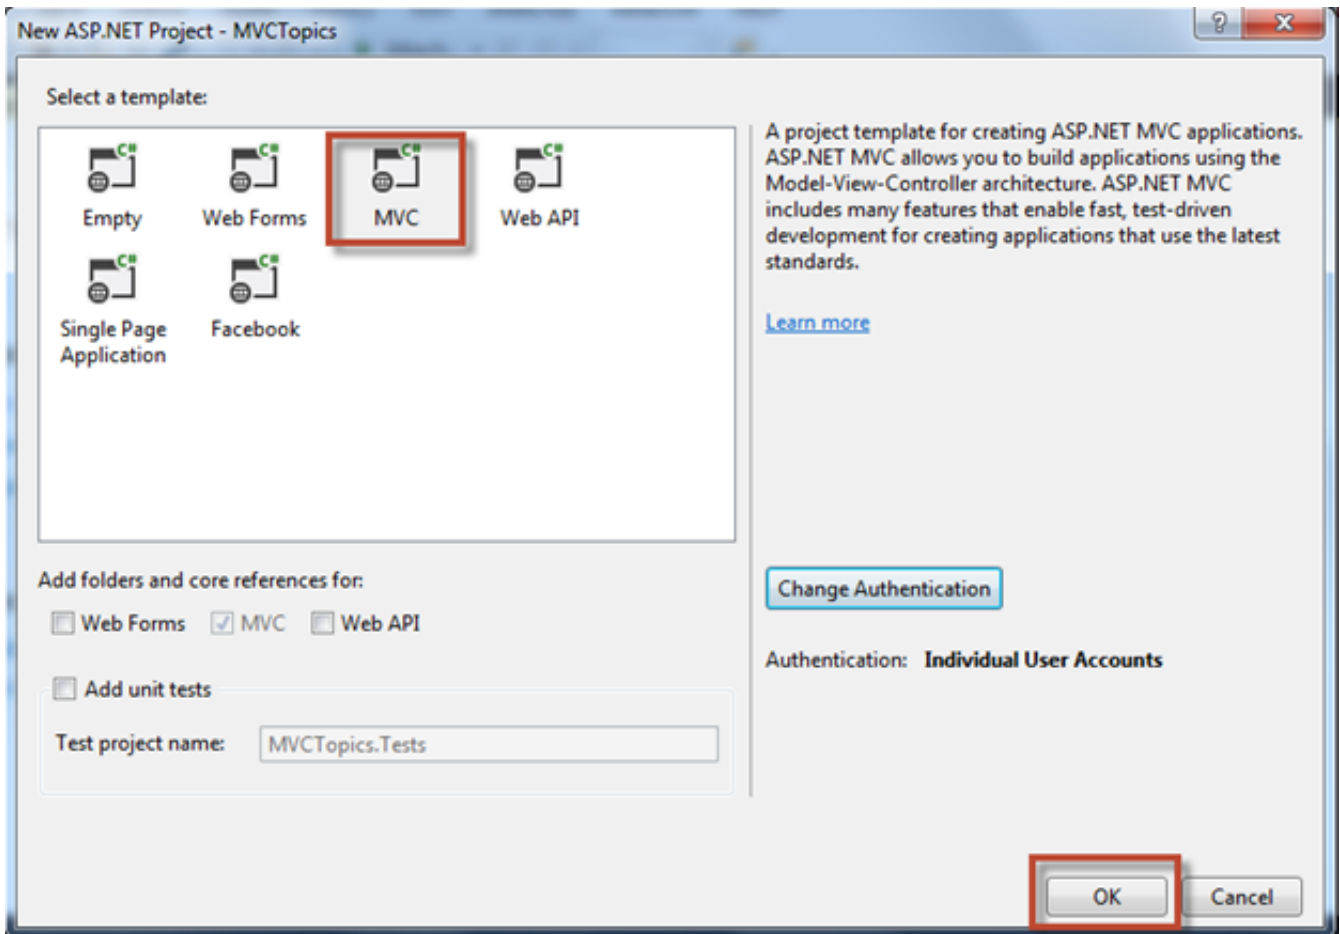 New ASP.NET Project - MVCTopics
?
Select a template:
C#
C#
C#
C#
Empty
Web Forms
MVC
Web API
C#
C#
Single Page
Application
Facebook
A project template for creating ASP.NET MVC applications.
ASP.NET MVC allows you to build applications using the
Model-View-Controller architecture. ASP.NET MVC
includes many features that enable fast, test-driven
development for creating applications that use the latest
standards.
Learn more
Add folders and core references for:
Web Forms
MVC
Web API
Add unit tests
Test project name:
MVCTopics.Tests
Change Authentication
Authentication: Individual User Accounts
OK
Cancel